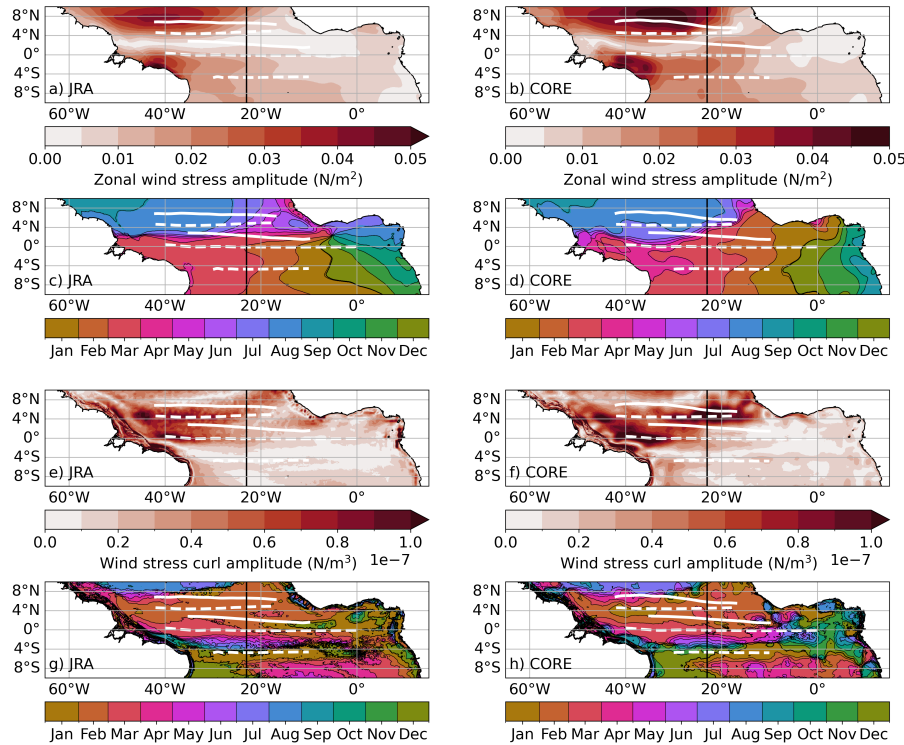 8°N
4°N
0°
4°S
8°S
a) JRA
60°W 40°W 20°W 0°
0.00 0.01 0.02 0.03 0.04 0.05
Zonal wind stress amplitude (N/m²)
8°N
4°N
0°
4°S
8°S
b) CORE
60°W 40°W 20°W 0°
0.00 0.01 0.02 0.03 0.04 0.05
Zonal wind stress amplitude (N/m²)
8°N
4°N
0°
4°S
8°S
c) JRA
60°W 40°W 20°W 0°
Jan Feb Mar Apr May Jun Jul Aug Sep Oct Nov Dec
8°N
4°N
0°
4°S
8°S
d) CORE
60°W 40°W 20°W 0°
Jan Feb Mar Apr May Jun Jul Aug Sep Oct Nov Dec
8°N
4°N
0°
4°S
8°S
e) JRA
60°W 40°W 20°W 0°
0.0 0.2 0.4 0.6 0.8 1.0
Wind stress curl amplitude (N/m³) 1e-7
8°N
4°N
0°
4°S
8°S
f) CORE
60°W 40°W 20°W 0°
0.0 0.2 0.4 0.6 0.8 1.0
Wind stress curl amplitude (N/m³) 1e-7
8°N
4°N
0°
4°S
8°S
g) JRA
60°W 40°W 20°W 0°
Jan Feb Mar Apr May Jun Jul Aug Sep Oct Nov Dec
8°N
4°N
0°
4°S
8°S
h) CORE
60°W 40°W 20°W 0°
Jan Feb Mar Apr May Jun Jul Aug Sep Oct Nov Dec